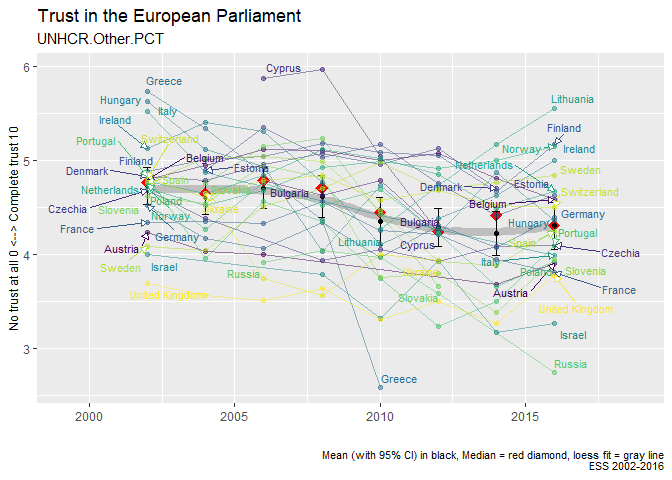 Trust in the European Parliament
UNHCR.Other.PCT
No trust at all 0 <--> Complete trust 10
6
5
4
3
2000
2005
2010
2015
Cyprus
Greece
Hungary
Italy
Ireland
Portugal
Switzerland
Finland
Belgium
Denmark
Estonia
Spain
Netherlands
Slovenia
Bulgaria
Poland
Cyprus
Slovenia
Ukraine
Czechia
Norway
France
Germany
Austria
Sweden
Israel
Russia
United Kingdom
Lithuania
Bulgaria
Cyprus
Ukraine
Slovakia
Greece
Lithuania
Finland
Norway
Ireland
Netherlands
Sweden
Denmark
Estonia
Switzerland
Belgium
Germany
Hungary
Portugal
Spain
Czechia
Italy
Poland
Slovenia
Austria
France
United Kingdom
Israel
Russia
Mean (with 95% CI) in black, Median = red diamond, loess fit = gray line
ESS 2002-2016